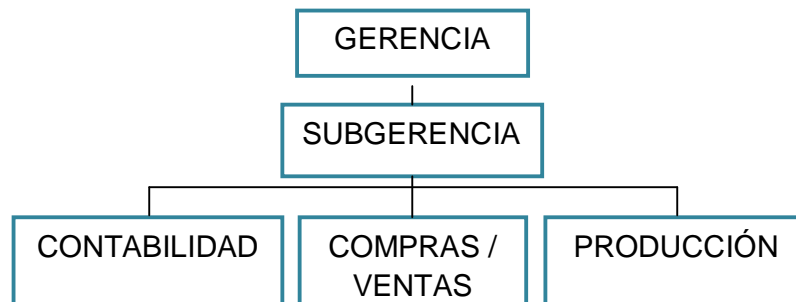 GERENCIA
SUBGERENCIA
CONTABILIDAD
COMPRAS /
VENTAS
PRODUCCIÓN